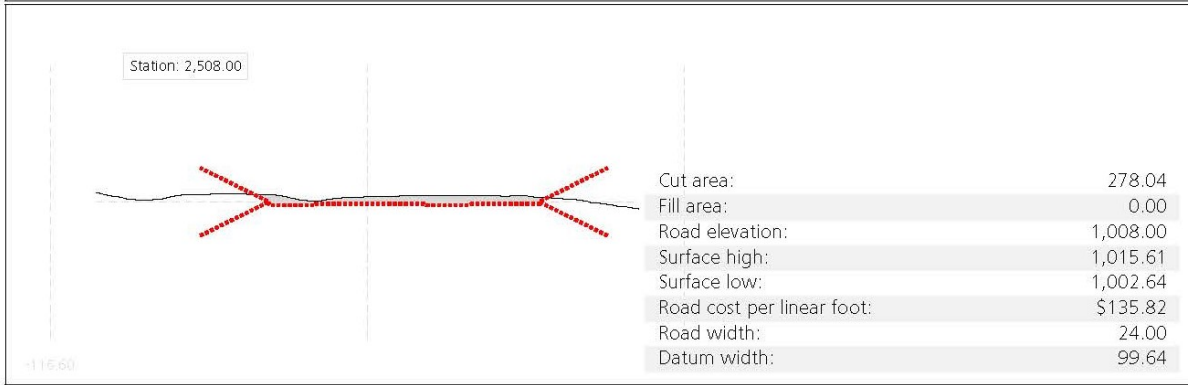 Station: 2,508.00
Cut area: 278.04
Fill area: 0.00
Road elevation: 1,008.00
Surface high: 1,015.61
Surface low: 1,002.64
Road cost per linear foot: $135.82
Road width: 24.00
Datum width: 99.64
-116.60